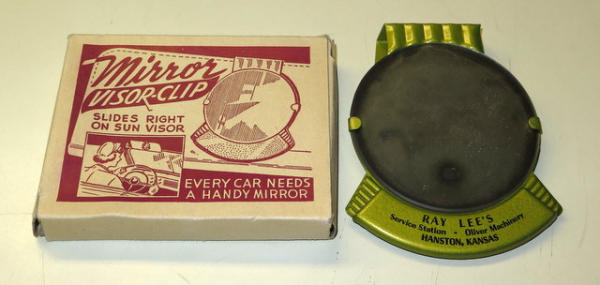 Mirror
VISOR-CLIP
SLIDES RIGHT
ON SUN VISOR
EVERY CAR NEEDS
A HANDY MIRROR
RAY LEE'S
Service Station - Oliver Machinery
HANSTON, KANSAS